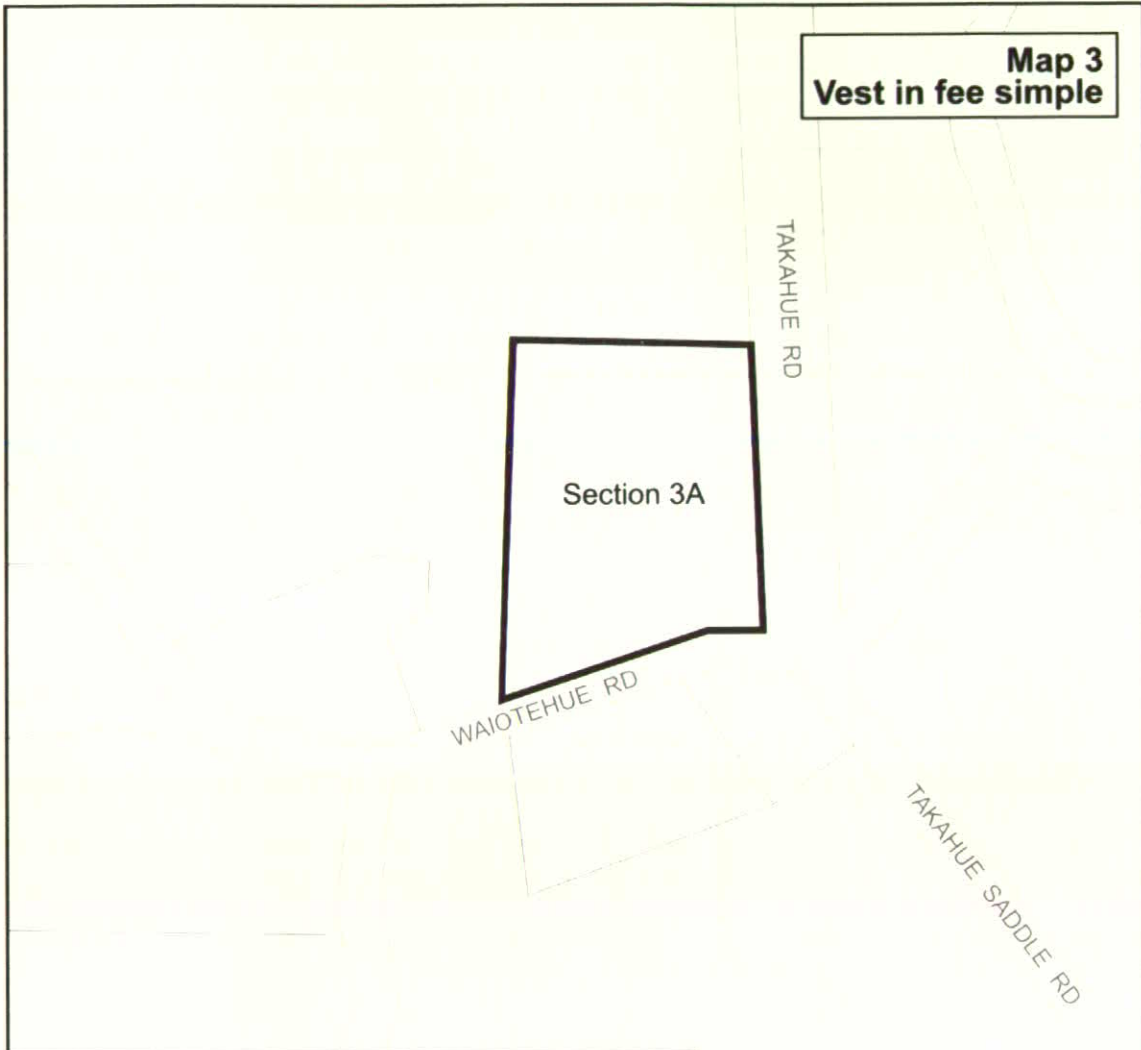 Map 3
Vest in fee simple
TAKAHUE RD
Section 3A
WAIOTEHUE RD
TAKAHUE SADDLE RD